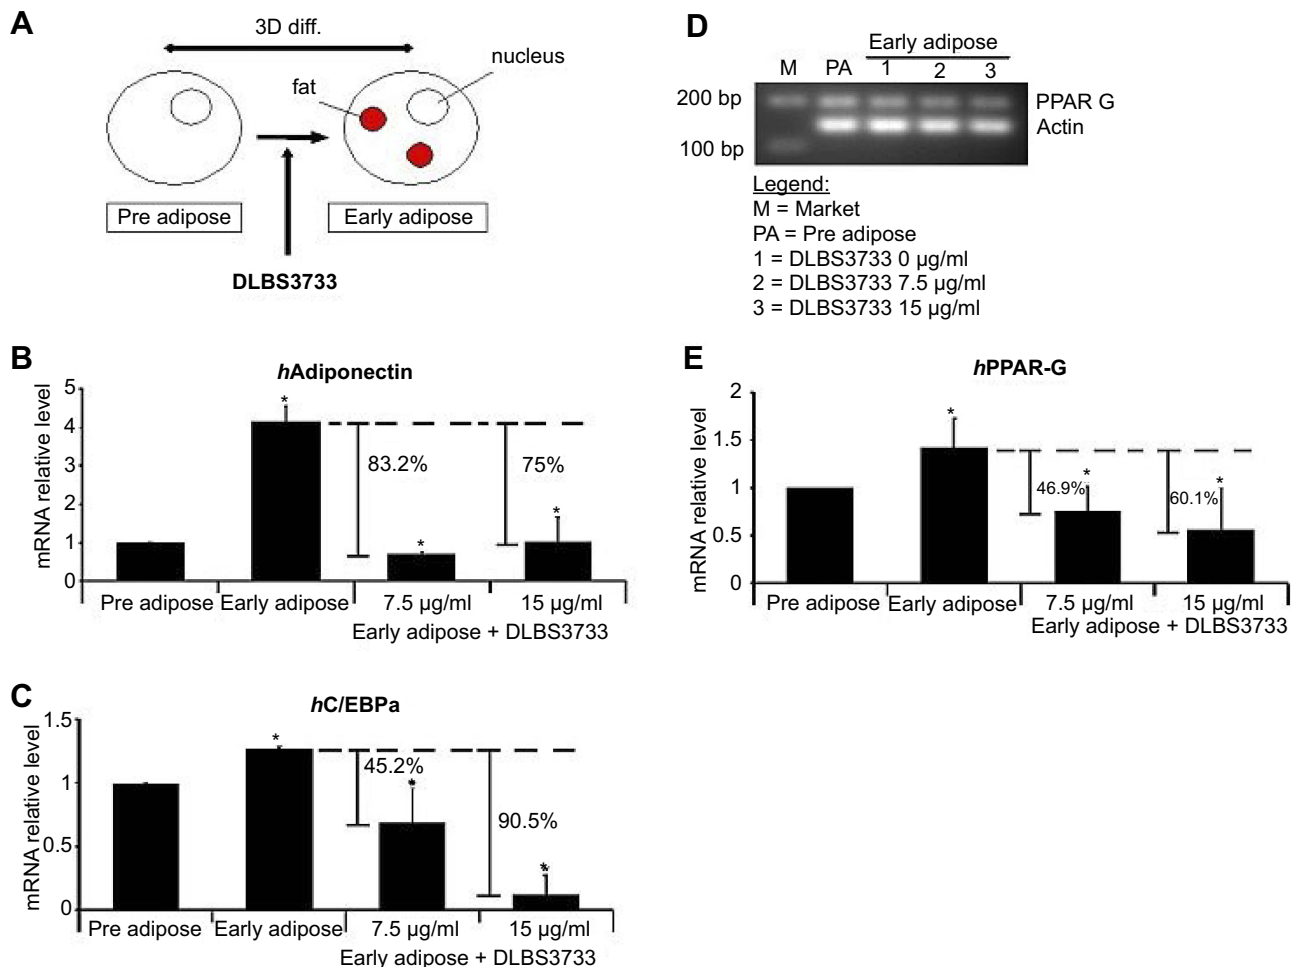 A
3D diff.
nucleus
fat
Pre adipose
Early adipose
DLBS3733
D
Early adipose
M PA 1 2 3
200 bp
PPAR G
Actin
100 bp
Legend:
M = Market
PA = Pre adipose
1 = DLBS3733 0 µg/ml
2 = DLBS3733 7.5 µg/ml
3 = DLBS3733 15 µg/ml
B
hAdiponectin
mRNA relative level
5
4
3
2
1
0
*
83.2%
*
75%
*
Pre adipose Early adipose 7.5 µg/ml 15 µg/ml
Early adipose + DLBS3733
E
hPPAR-G
mRNA relative level
2
1.5
1
0.5
0
*
46.9%
*
60.1%
*
Pre adipose Early adipose 7.5 µg/ml 15 µg/ml
Early adipose + DLBS3733
C
hC/EBPa
mRNA relative level
1.5
1
0.5
0
*
45.2%
*
90.5%
*
Pre adipose Early adipose 7.5 µg/ml 15 µg/ml
Early adipose + DLBS3733